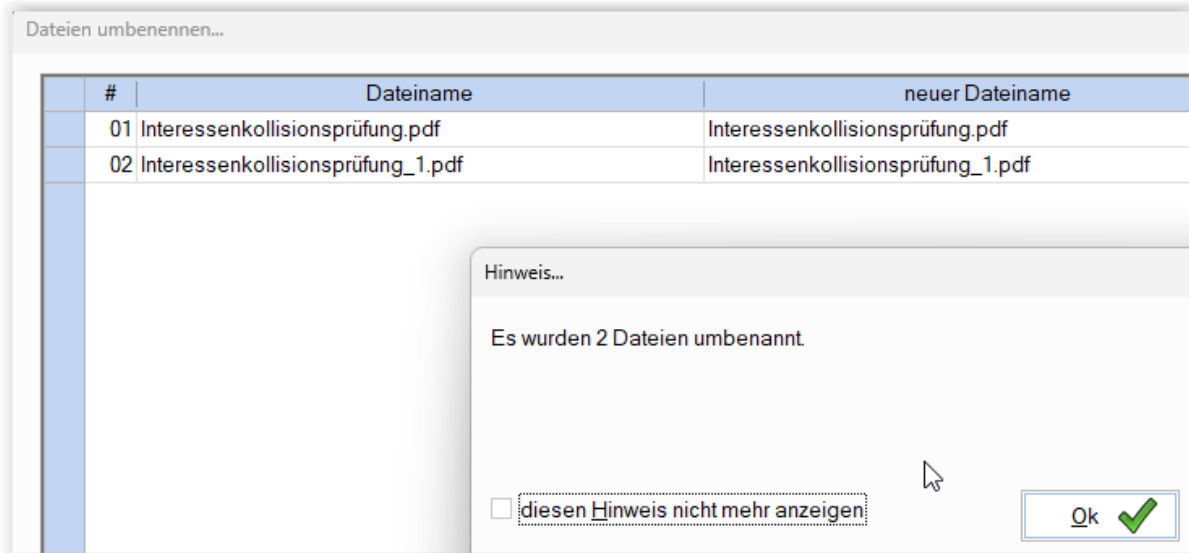 Dateien umbenennen...
# Dateiname neuer Dateiname
01 Interessenkollisionsprüfung.pdf Interessenkollisionsprüfung.pdf
02 Interessenkollisionsprüfung_1.pdf Interessenkollisionsprüfung_1.pdf
Hinweis...
Es wurden 2 Dateien umbenannt.
diesen Hinweis nicht mehr anzeigen
Ok